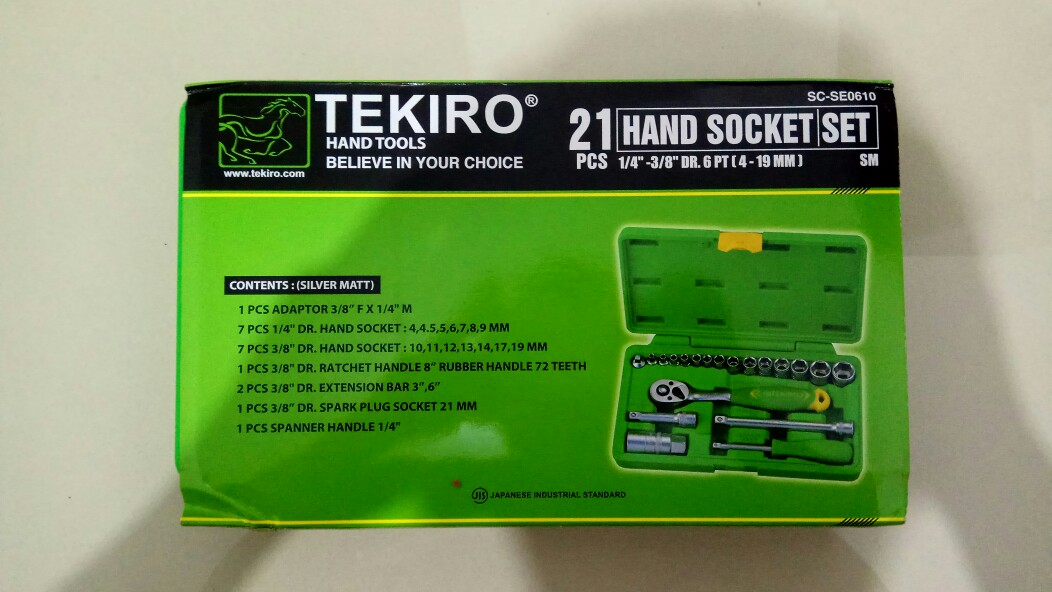 SC-SE0610
TEKIRO®
HAND TOOLS
BELIEVE IN YOUR CHOICE
www.tekiro.com
21 PCS
HAND SOCKET SET
1/4" -3/8" DR. 6 PT ( 4 - 19 MM )
SM
CONTENTS : (SILVER MATT)
1 PCS ADAPTOR 3/8" F X 1/4" M
7 PCS 1/4" DR. HAND SOCKET : 4,4.5,5,6,7,8,9 MM
7 PCS 3/8" DR. HAND SOCKET : 10,11,12,13,14,17,19 MM
1 PCS 3/8" DR. RATCHET HANDLE 8" RUBBER HANDLE 72 TEETH
2 PCS 3/8" DR. EXTENSION BAR 3",6"
1 PCS 3/8" DR. SPARK PLUG SOCKET 21 MM
1 PCS SPANNER HANDLE 1/4"
JIS JAPANESE INDUSTRIAL STANDARD